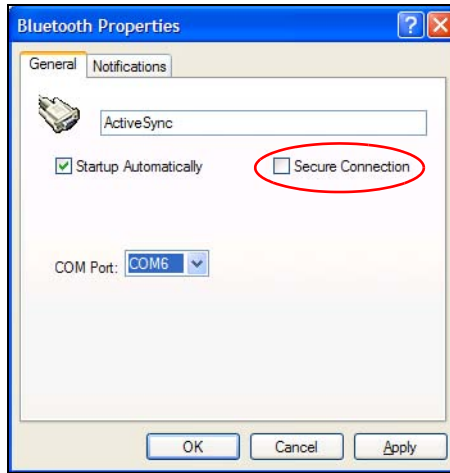 Bluetooth Properties
General Notifications
ActiveSync
Startup Automatically Secure Connection
COM Port: COM6
OK Cancel Apply